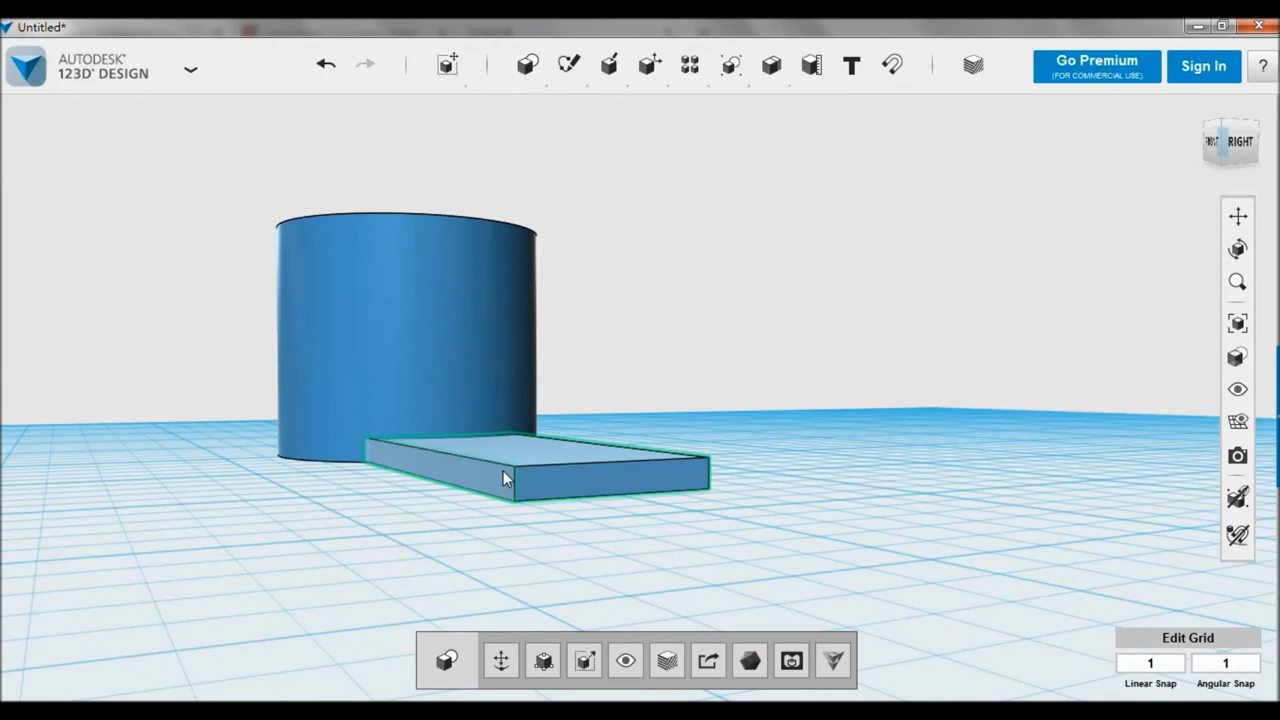 Untitled*
AUTODESK®
123D® DESIGN
T
Go Premium
(FOR COMMERCIAL USE)
Sign In
?
RIGHT
Edit Grid
1
1
Linear Snap
Angular Snap